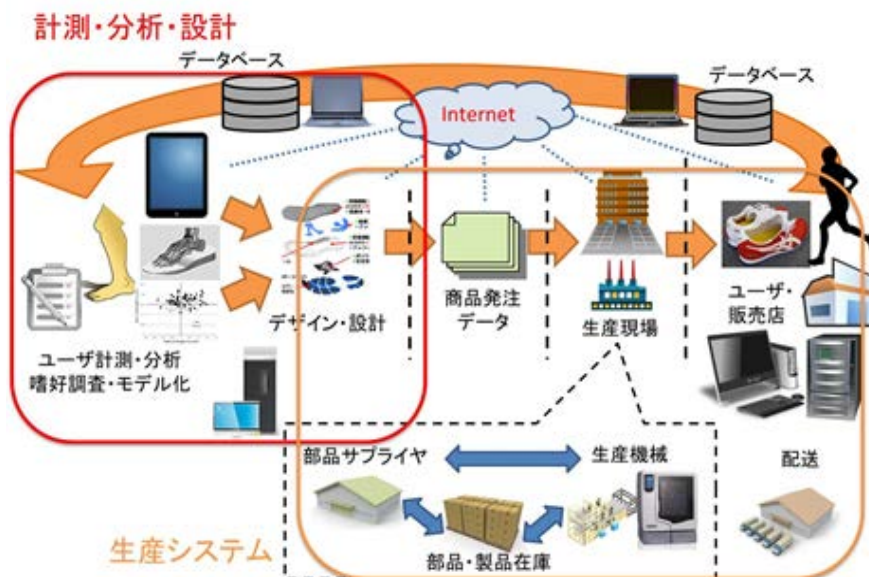 計測・分析・設計
データベース
データベース
Internet
デザイン・設計
商品発注
データ
生産現場
ユーザ・
販売店
ユーザ計測・分析
嗜好調査・モデル化
部品サプライヤ
生産機械
配送
部品・製品在庫
生産システム